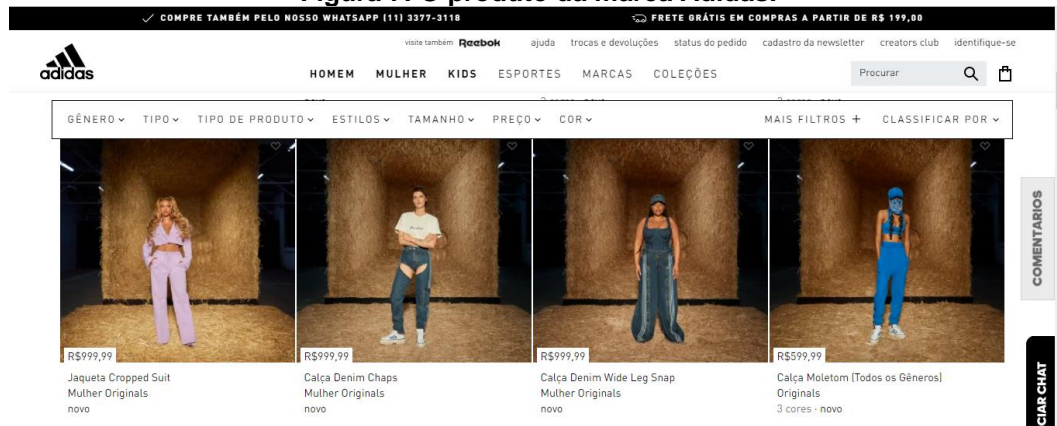 COMPRE TAMBÉM PELO NOSSO WHATSAPP (11) 3377-3118
FRETE GRÁTIS EM COMPRAS A PARTIR DE R$ 199,00
visite também Reebok ajuda trocas e devoluções status do pedido cadastro da newsletter creators club identifique-se
adidas
HOMEM MULHER KIDS ESPORTES MARCAS COLEÇÕES
Procurar
GÊNERO TIPO TIPO DE PRODUTO ESTILOS TAMANHO PREÇO COR MAIS FILTROS + CLASSIFICAR POR
R$999,99 R$999,99 R$999,99 R$599,99
Jaqueta Cropped Suit
Mulher Originals
novo
Calça Denim Chaps
Mulher Originals
novo
Calça Denim Wide Leg Snap
Mulher Originals
novo
Calça Moletom (Todos os Gêneros)
Originals
3 cores · novo
COMENTARIOS
CIAR CHAT